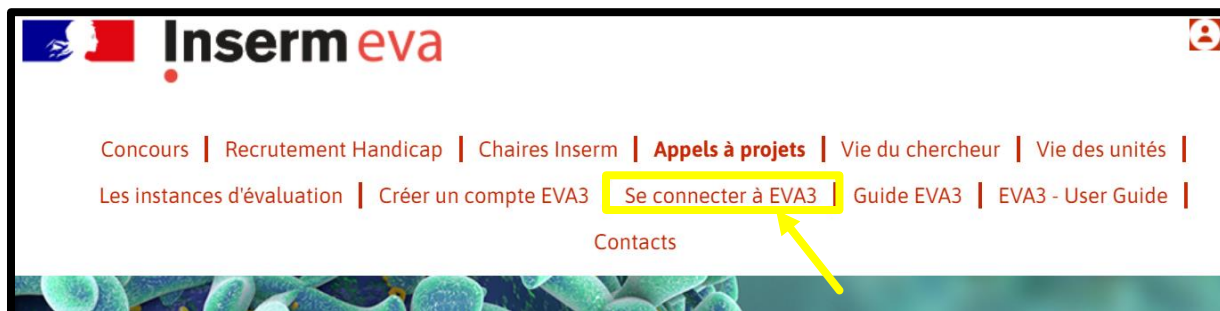 Inserm eva
Concours | Recrutement Handicap | Chaires Inserm | Appels à projets | Vie du chercheur | Vie des unités |
Les instances d'évaluation | Créer un compte EVA3 | Se connecter à EVA3 | Guide EVA3 | EVA3 - User Guide |
Contacts